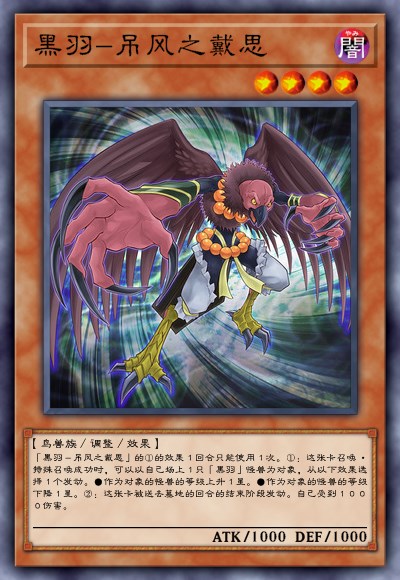 黑羽-吊风之戴思
やみ
闇
【鸟兽族／调整／效果】
「黑羽-吊风之戴思」的①的效果1回合只能使用1次。①：这张卡召唤・
特殊召唤成功时，可以以自己场上1只「黑羽」怪兽为对象，从以下效果选
择1个发动。●作为对象的怪兽的等级上升1星。●作为对象的怪兽的等级
下降1星。②：这张卡被送去墓地的回合的结束阶段发动。自己受到100
0伤害。
ATK/1000 DEF/1000